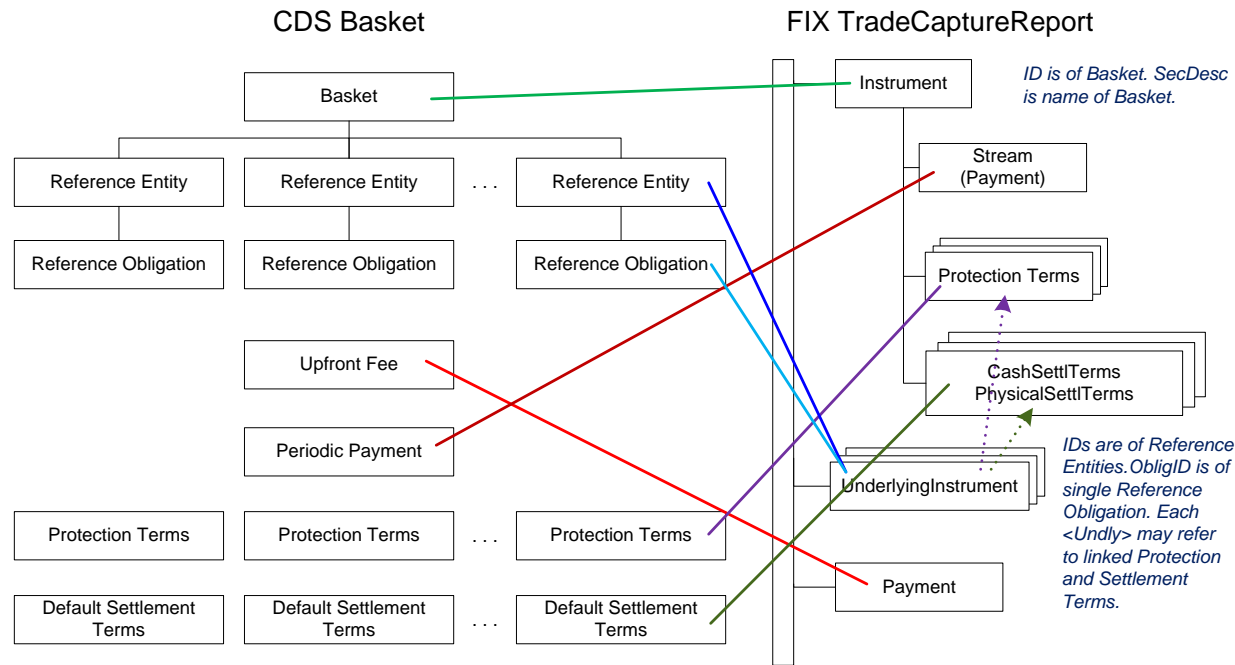 CDS Basket
FIX TradeCaptureReport
Basket
Instrument
ID is of Basket. SecDesc
is name of Basket.
Reference Entity
Reference Entity
. . .
Reference Entity
Stream
(Payment)
Reference Obligation
Reference Obligation
Reference Obligation
Protection Terms
Upfront Fee
CashSettlTerms
PhysicalSettlTerms
Periodic Payment
IDs are of Reference
Entities.ObligID is of
single Reference
Obligation. Each
<Undly> may refer
to linked Protection
and Settlement
Terms.
UnderlyingInstrument
Protection Terms
Protection Terms
. . .
Protection Terms
Payment
Default Settlement
Terms
Default Settlement
Terms
. . .
Default Settlement
Terms